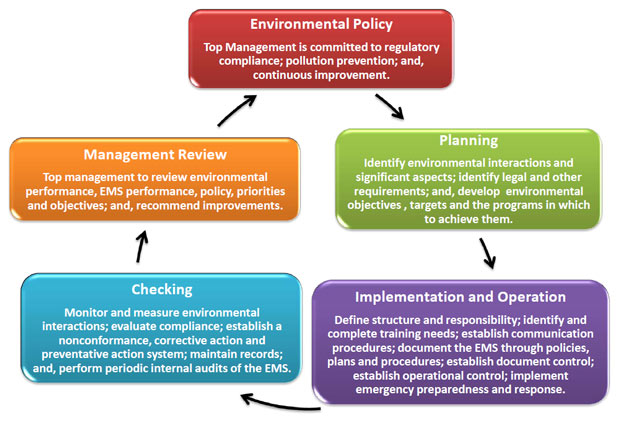 Environmental Policy
Top Management is committed to regulatory
compliance; pollution prevention; and,
continuous improvement.
Planning
Identify environmental interactions and
significant aspects; identify legal and other
requirements; and, develop environmental
objectives , targets and the programs in which
to achieve them.
Implementation and Operation
Define structure and responsibility; identify and
complete training needs; establish communication
procedures; document the EMS through policies,
plans and procedures; establish document control;
establish operational control; implement
emergency preparedness and response.
Checking
Monitor and measure environmental
interactions; evaluate compliance; establish a
nonconformance, corrective action and
preventative action system; maintain records;
and, perform periodic internal audits of the EMS.
Management Review
Top management to review environmental
performance, EMS performance, policy, priorities
and objectives; and, recommend improvements.